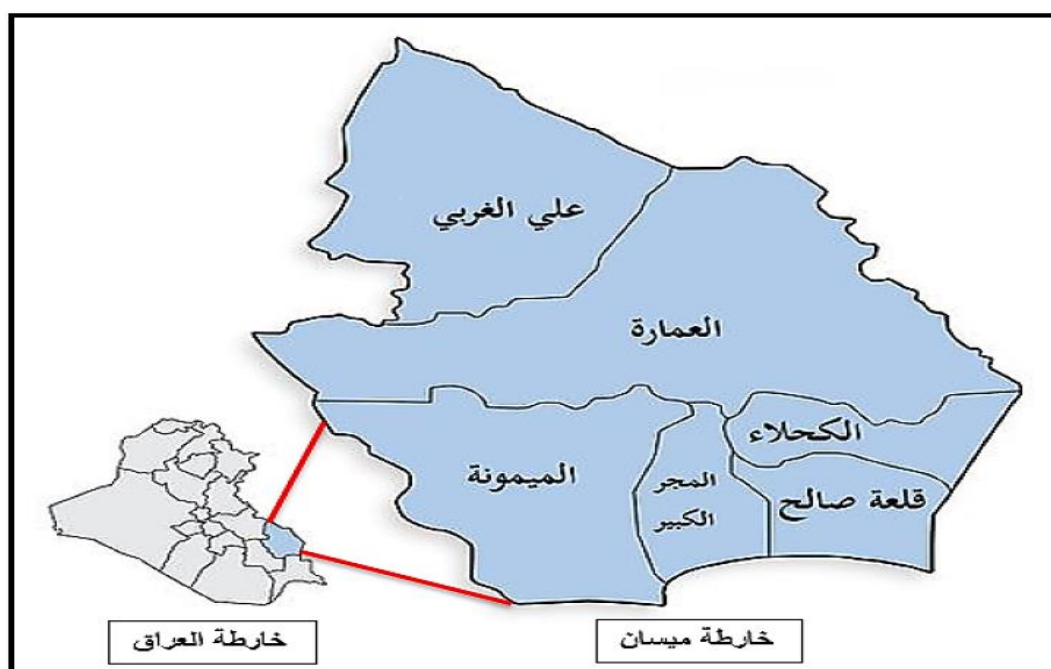 علي الغربي
العمارة
الكحلاء
الميمونة
المجر
الكبير
قلعة صالح
خارطة العراق
خارطة ميسان